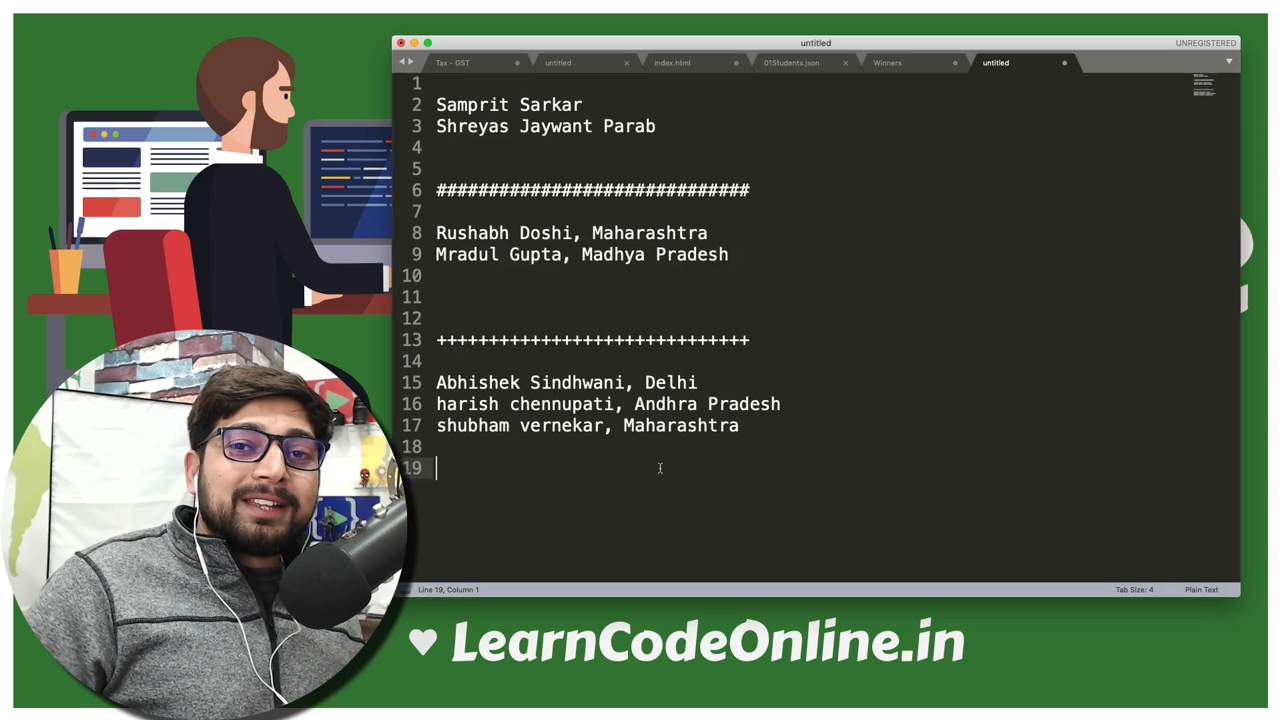 untitled
UNREGISTERED
Tax - GST
untitled
index.html
01Students.json
Winners
untitled
1
2 Samprit Sarkar
3 Shreyas Jaywant Parab
4
5
6 ##############################
7
8 Rushabh Doshi, Maharashtra
9 Mradul Gupta, Madhya Pradesh
10
11
12
13 ++++++++++++++++++++++++++++++
14
15 Abhishek Sindhwani, Delhi
16 harish chennupati, Andhra Pradesh
17 shubham vernekar, Maharashtra
18
19
Line 19, Column 1
Tab Size: 4
Plain Text
LearnCodeOnline.in